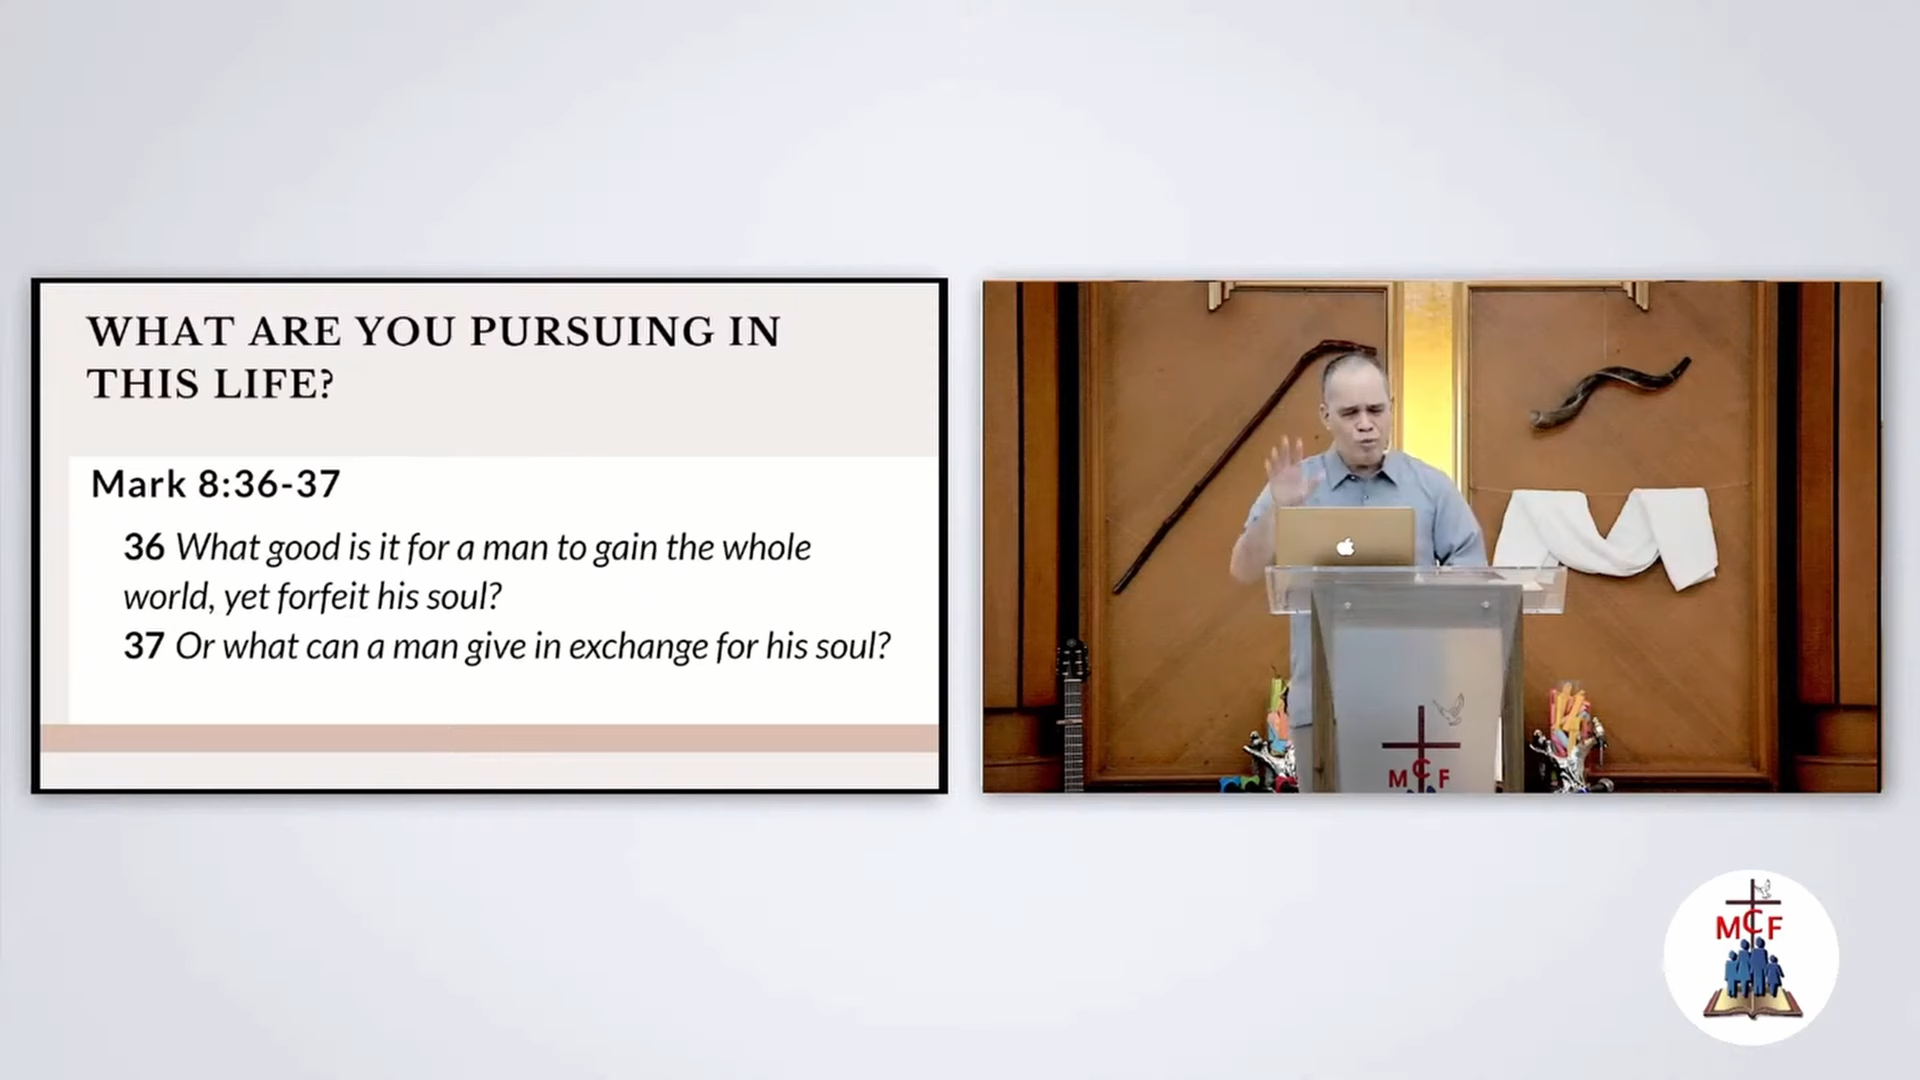 WHAT ARE YOU PURSUING IN
THIS LIFE?
Mark 8:36-37
36 What good is it for a man to gain the whole
world, yet forfeit his soul?
37 Or what can a man give in exchange for his soul?
MCF
MCF